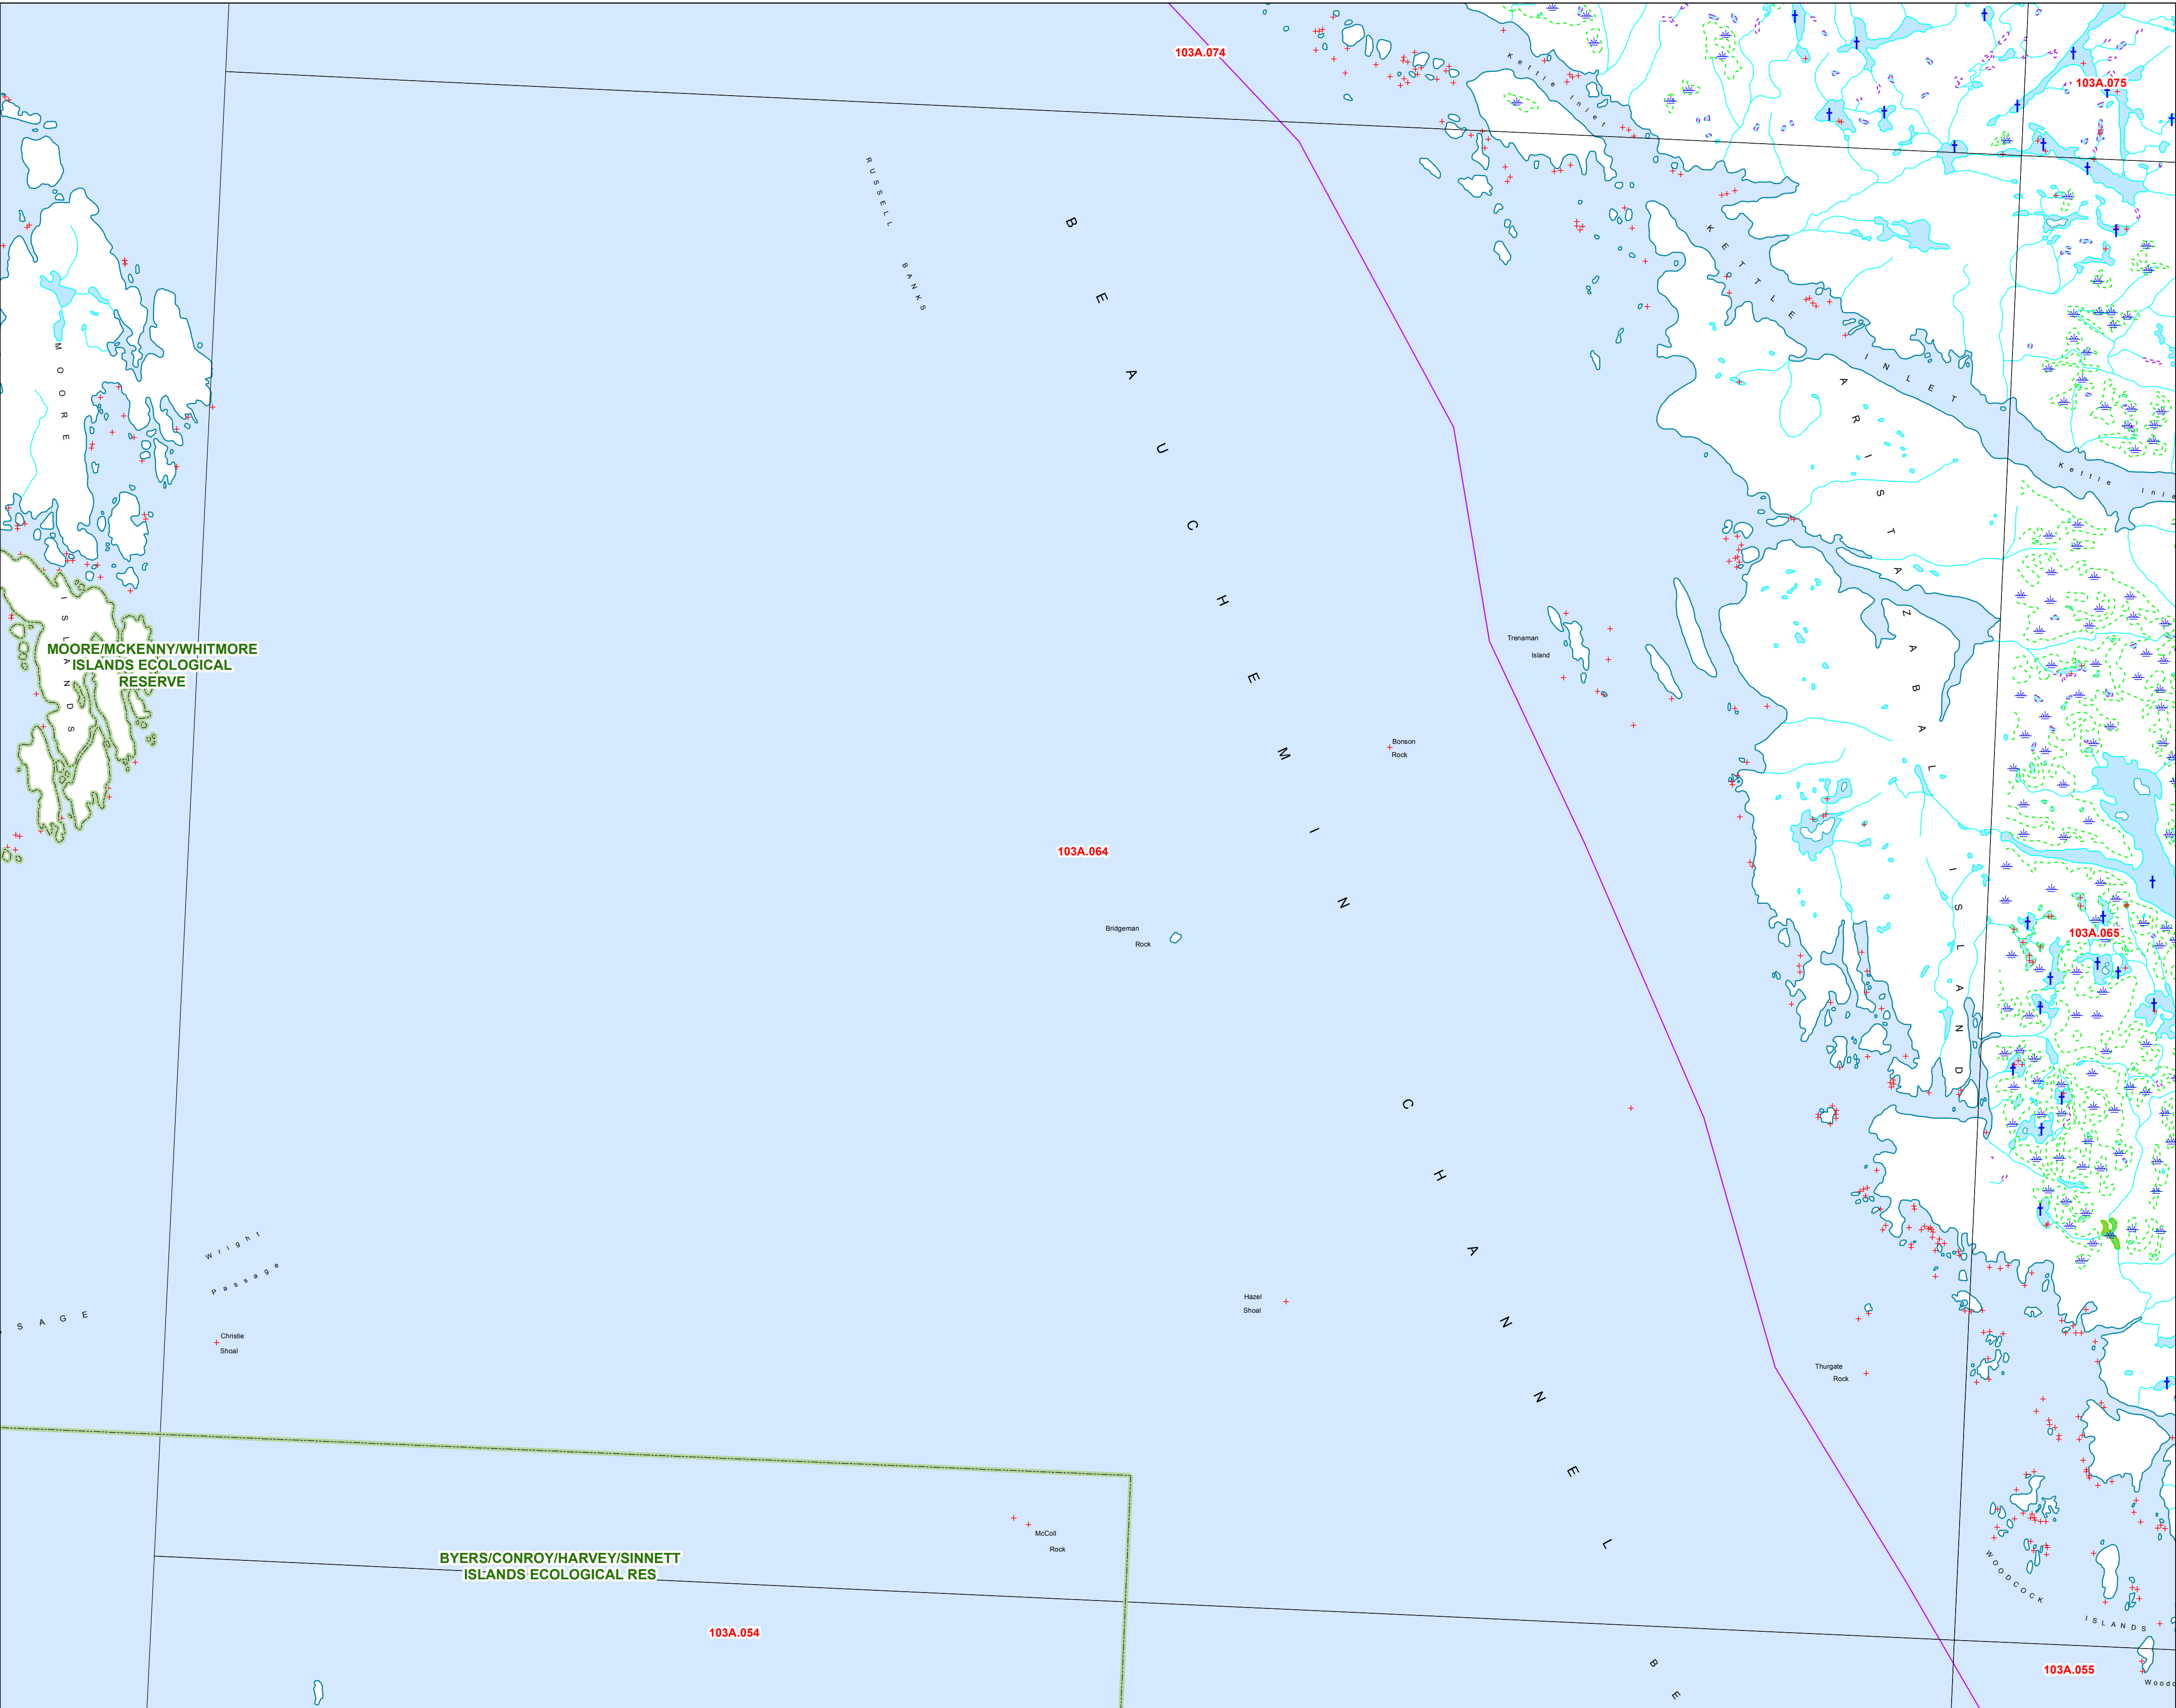 103A.074
Kettle Inlet
103A.075
RUSSELL
BANKS
BEAUCHEMIN CHANNEL
KETTLE INLET
Kettle Inle
MOORE
ISLANDS
ARISTAZABAL ISLAND
MOORE/MCKENNY/WHITMORE
ISLANDS ECOLOGICAL
RESERVE
Trenaman
Island
Bonson
Rock
103A.064
Bridgeman
Rock
103A.065
Wright
Passage
SAGE
Christie
Shoal
Hazel
Shoal
Thurgate
Rock
McColl
Rock
BYERS/CONROY/HARVEY/SINNETT
ISLANDS ECOLOGICAL RES
WOODCOCK
ISLANDS
103A.054
BE
103A.055
Woodc